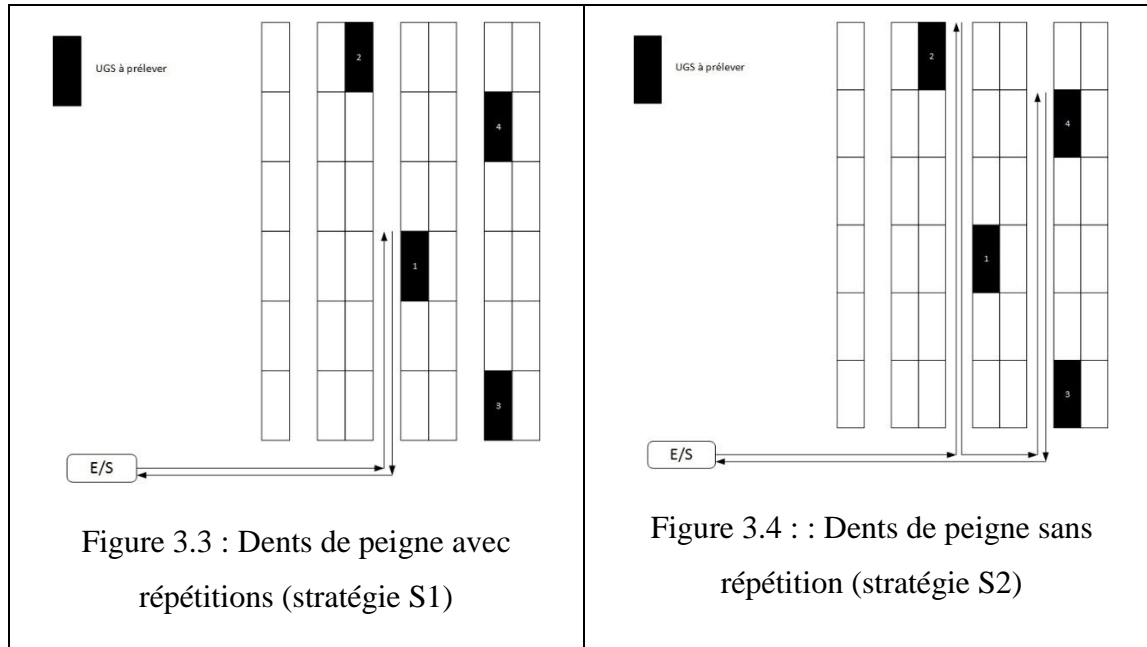 UGS à prélever
2
4
1
3
E/S
Figure 3.3 : Dents de peigne avec
répétitions (stratégie S1)
UGS à prélever
2
4
1
3
E/S
Figure 3.4 : : Dents de peigne sans
répétition (stratégie S2)